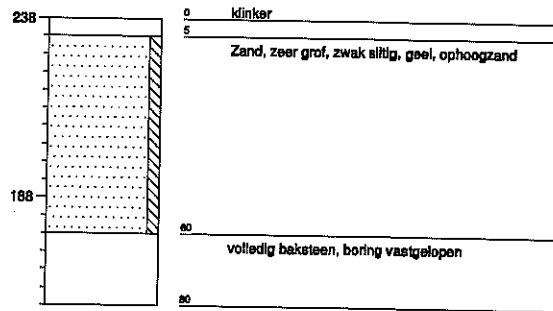 238
0 klinker
5
Zand, zeer grof, zwak siltig, geel, ophoogzand
188
60
volledig baksteen, boring vastgelopen
80